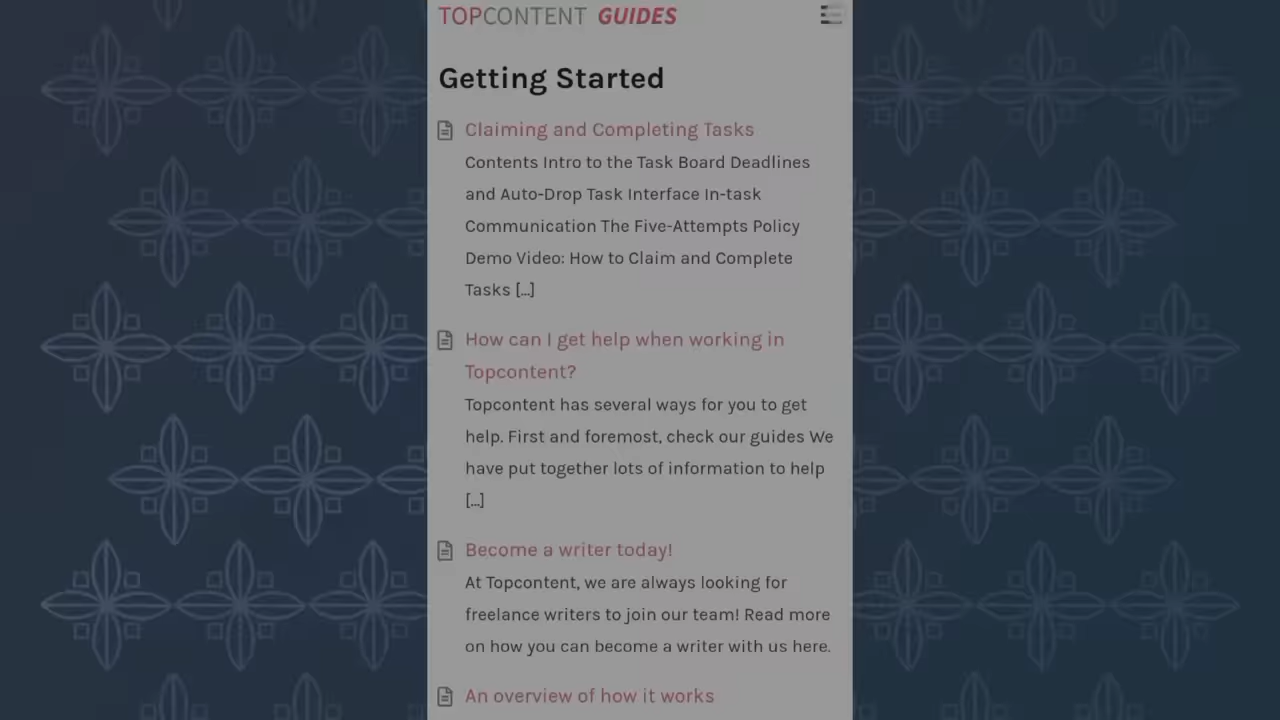 TOPCONTENT GUIDES
Getting Started
Claiming and Completing Tasks
Contents Intro to the Task Board Deadlines
and Auto-Drop Task Interface In-task
Communication The Five-Attempts Policy
Demo Video: How to Claim and Complete
Tasks [...]
How can I get help when working in
Topcontent?
Topcontent has several ways for you to get
help. First and foremost, check our guides We
have put together lots of information to help
[...]
Become a writer today!
At Topcontent, we are always looking for
freelance writers to join our team! Read more
on how you can become a writer with us here.
An overview of how it works